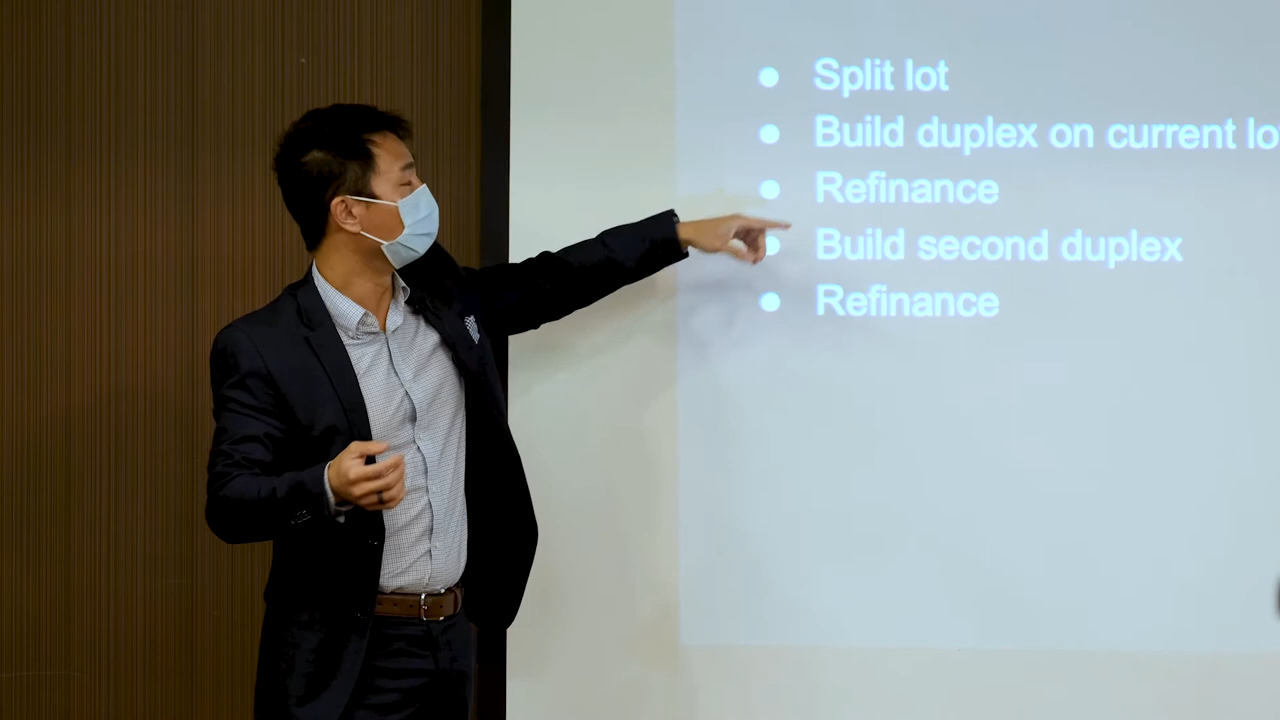 Split lot
Build duplex on current lo
Refinance
Build second duplex
Refinance